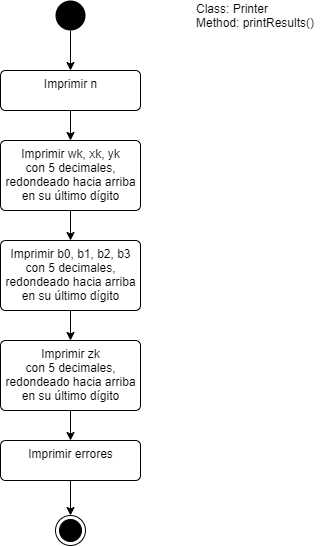 Class: Printer
Method: printResults()
Imprimir n
Imprimir wk, xk, yk
con 5 decimales,
redondeado hacia arriba
en su último dígito
Imprimir b0, b1, b2, b3
con 5 decimales,
redondeado hacia arriba
en su último dígito
Imprimir zk
con 5 decimales,
redondeado hacia arriba
en su último dígito
Imprimir errores